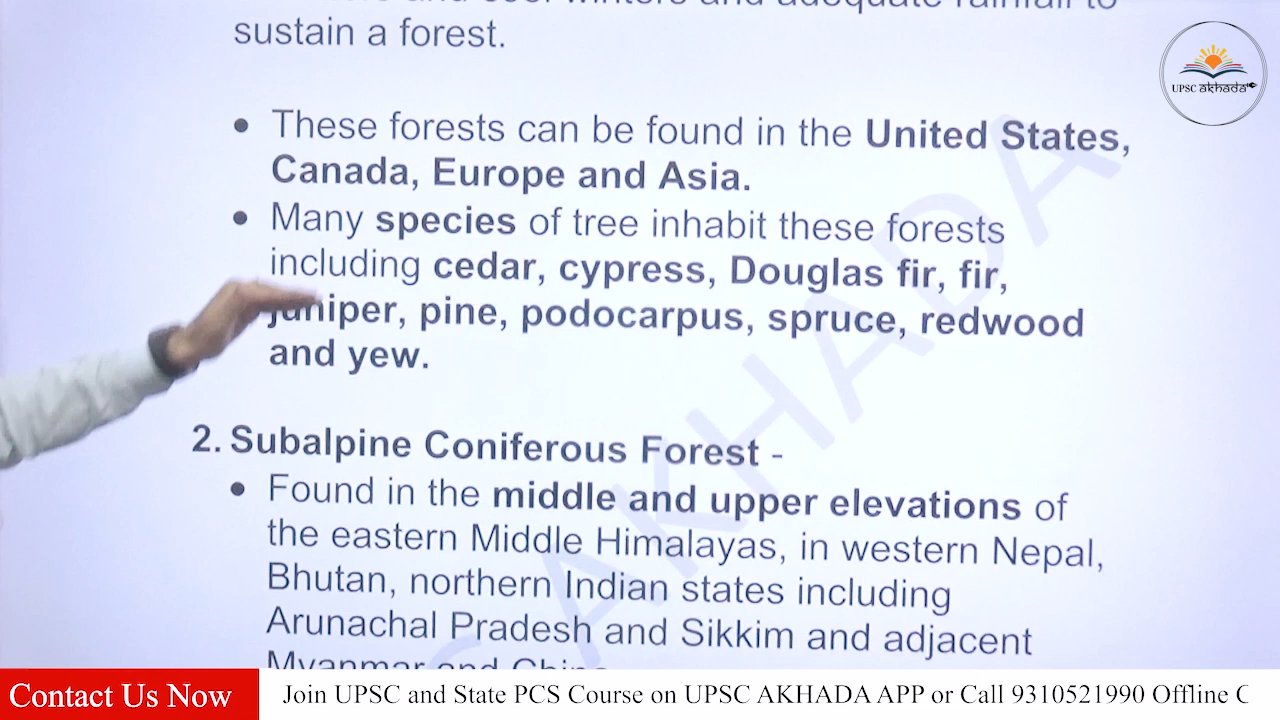 sustain a forest.
UPSC akhada
• These forests can be found in the United States,
Canada, Europe and Asia.
• Many species of tree inhabit these forests
including cedar, cypress, Douglas fir, fir,
juniper, pine, podocarpus, spruce, redwood
and yew.
2. Subalpine Coniferous Forest -
• Found in the middle and upper elevations of
the eastern Middle Himalayas, in western Nepal,
Bhutan, northern Indian states including
Arunachal Pradesh and Sikkim and adjacent
Myanmar and
AKHADA
Contact Us Now
Join UPSC and State PCS Course on UPSC AKHADA APP or Call 9310521990 Offline